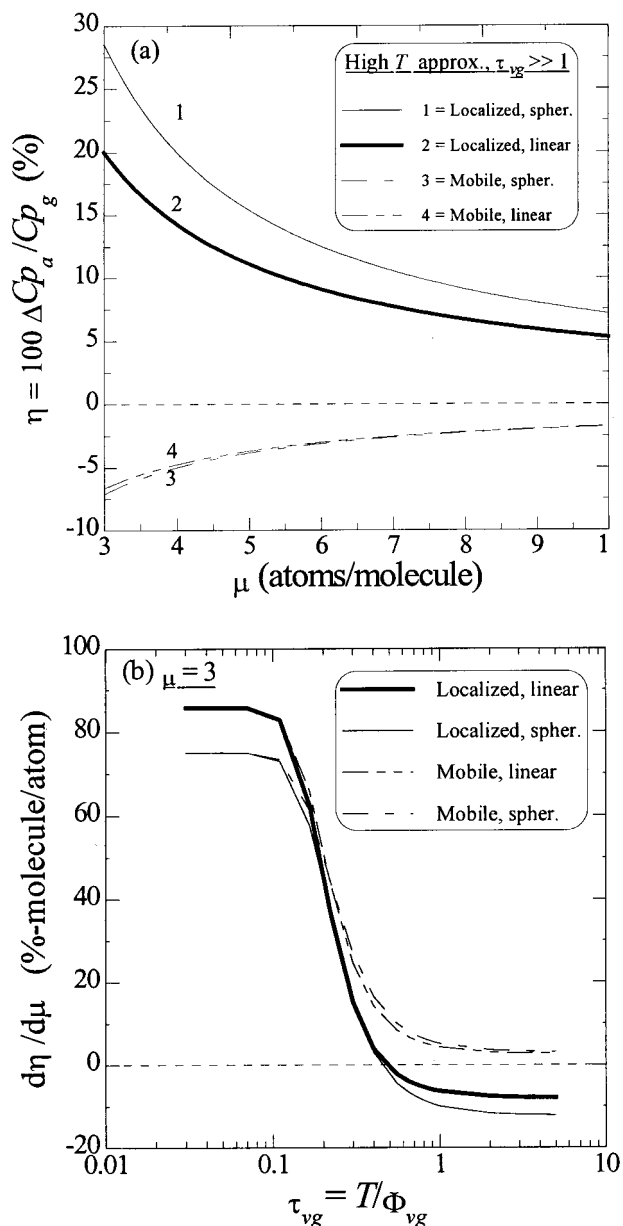 (a)
High T approx., τvg >> 1
1 = Localized, spher.
2 = Localized, linear
3 = Mobile, spher.
4 = Mobile, linear
30
25
20
15
10
5
0
-5
-10
η = 100 ΔCpa/Cpg (%)
1
2
4
3
3 4 5 6 7 8 9 1
μ (atoms/molecule)
(b) μ = 3
Localized, linear
Localized, spher.
Mobile, linear
Mobile, spher.
100
80
60
40
20
0
-20
dη/dμ (%-molecule/atom)
0.01 0.1 1 10
τvg = T/Φvg